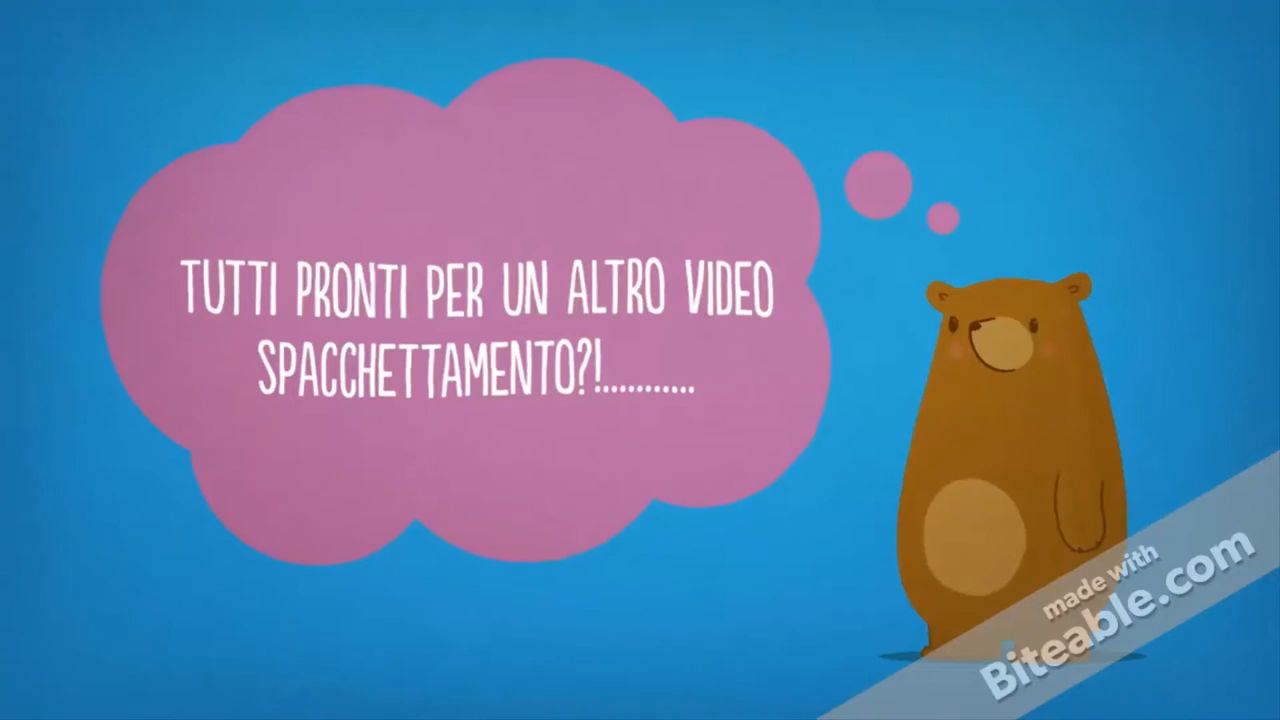 TUTTI PRONTI PER UN ALTRO VIDEO
SPACCHETTAMENTO?!...........
made with
Biteable.com